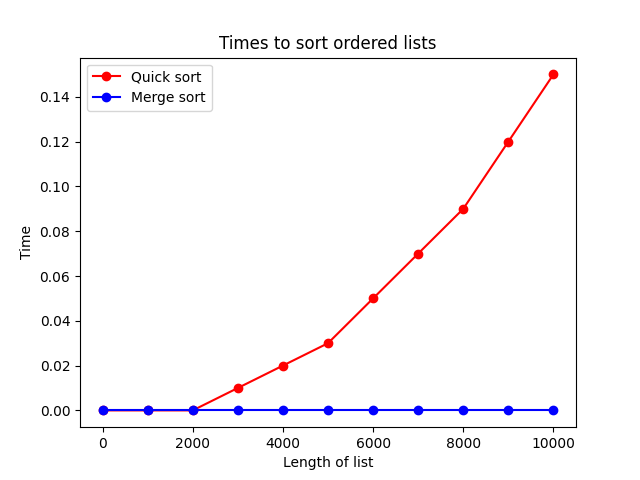 Times to sort ordered lists
Quick sort
Merge sort
0.14
0.12
0.10
0.08
0.06
0.04
0.02
0.00
Time
0 2000 4000 6000 8000 10000
Length of list